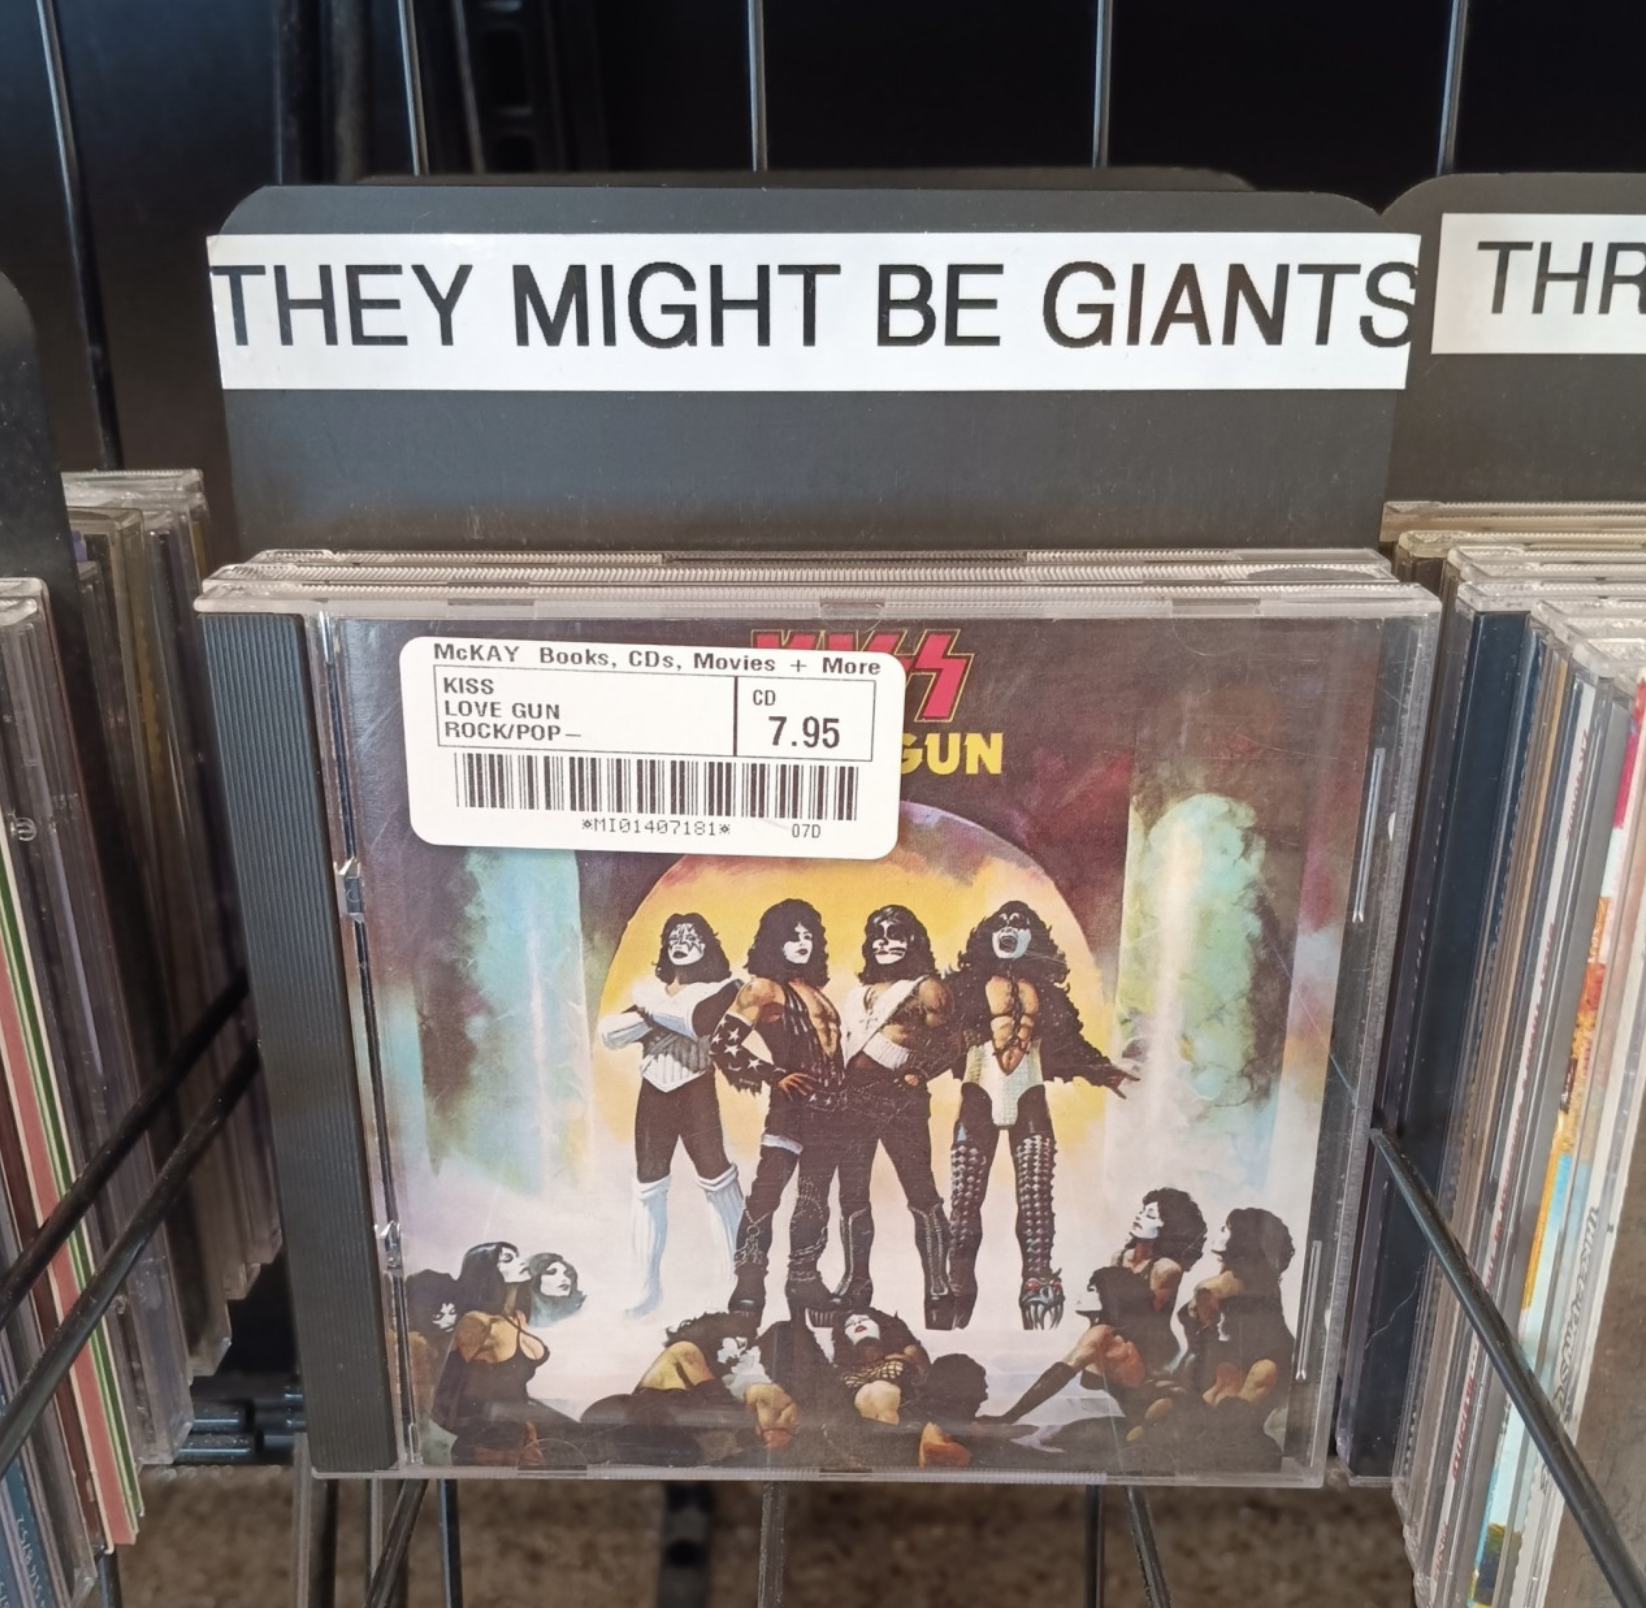 THEY MIGHT BE GIANTS
THR
KISS
McKAY Books, CDs, Movies + More
KISS
LOVE GUN
ROCK/POP—
CD
7.95
*MI01407181*
07D
GUN